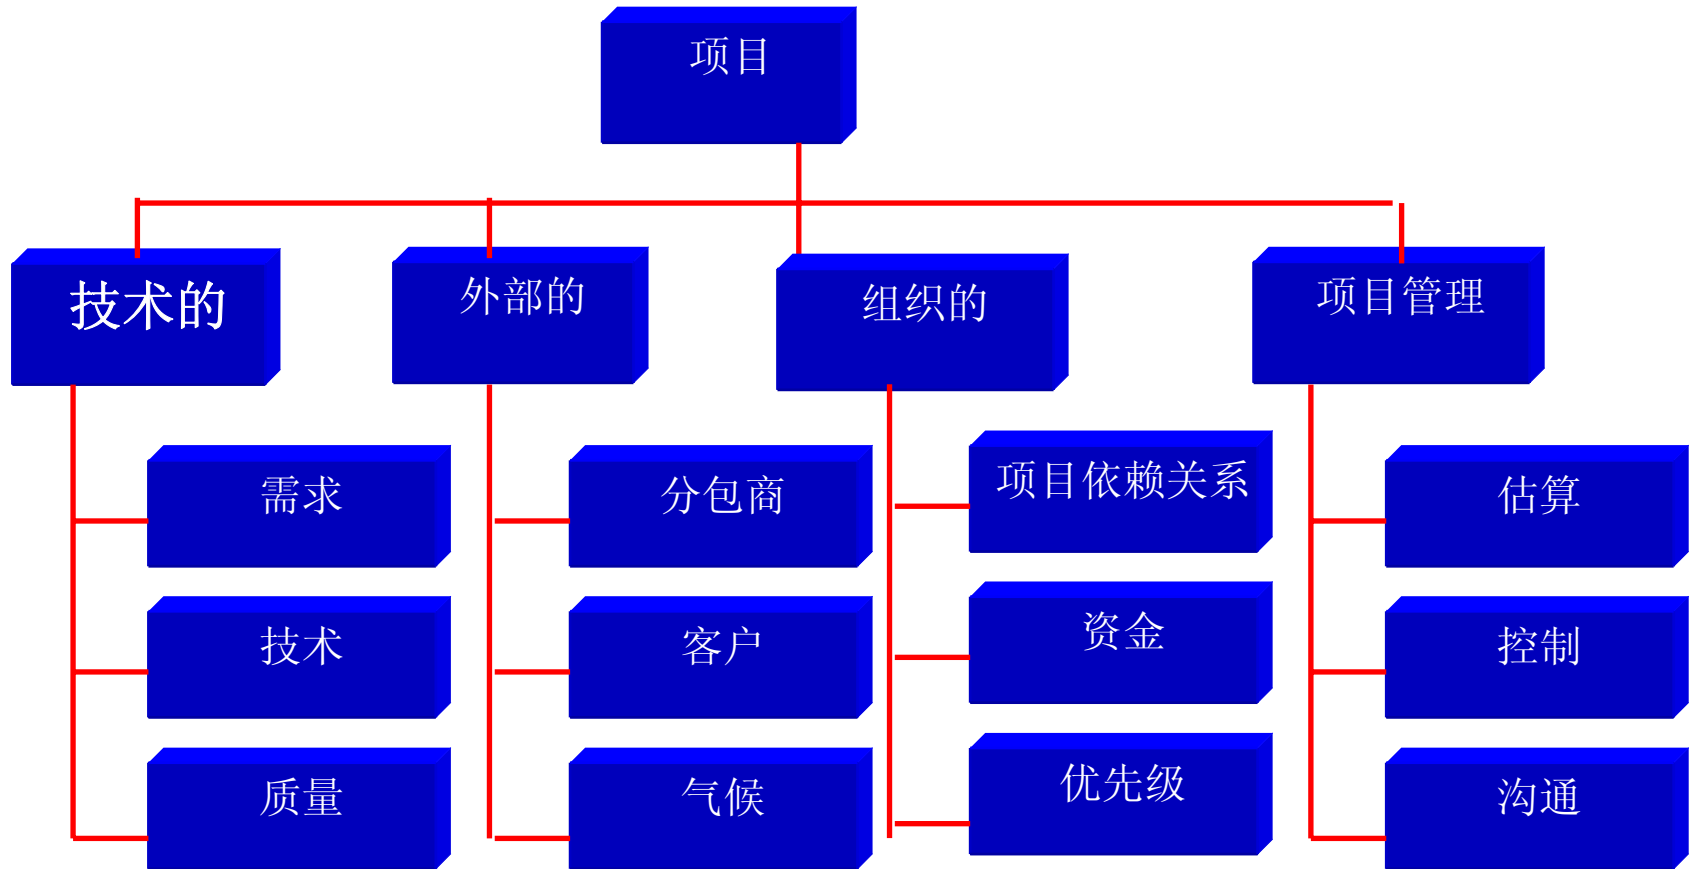 项目
技术的
外部的
组织的
项目管理
需求
技术
质量
分包商
客户
气候
项目依赖关系
资金
优先级
估算
控制
沟通